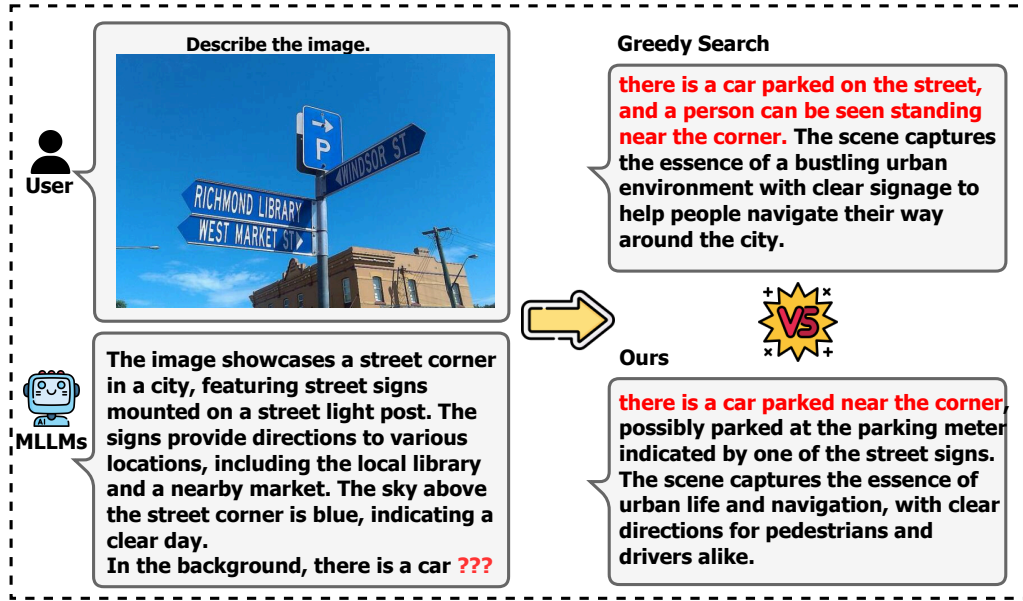 Describe the image.
P
WINDSOR ST
RICHMOND LIBRARY
WEST MARKET ST
User
The image showcases a street corner
in a city, featuring street signs
mounted on a street light post. The
signs provide directions to various
locations, including the local library
and a nearby market. The sky above
the street corner is blue, indicating a
clear day.
In the background, there is a car ???
AI
MLLMs
Greedy Search
there is a car parked on the street,
and a person can be seen standing
near the corner. The scene captures
the essence of a bustling urban
environment with clear signage to
help people navigate their way
around the city.
VS
Ours
there is a car parked near the corner,
possibly parked at the parking meter
indicated by one of the street signs.
The scene captures the essence of
urban life and navigation, with clear
directions for pedestrians and
drivers alike.